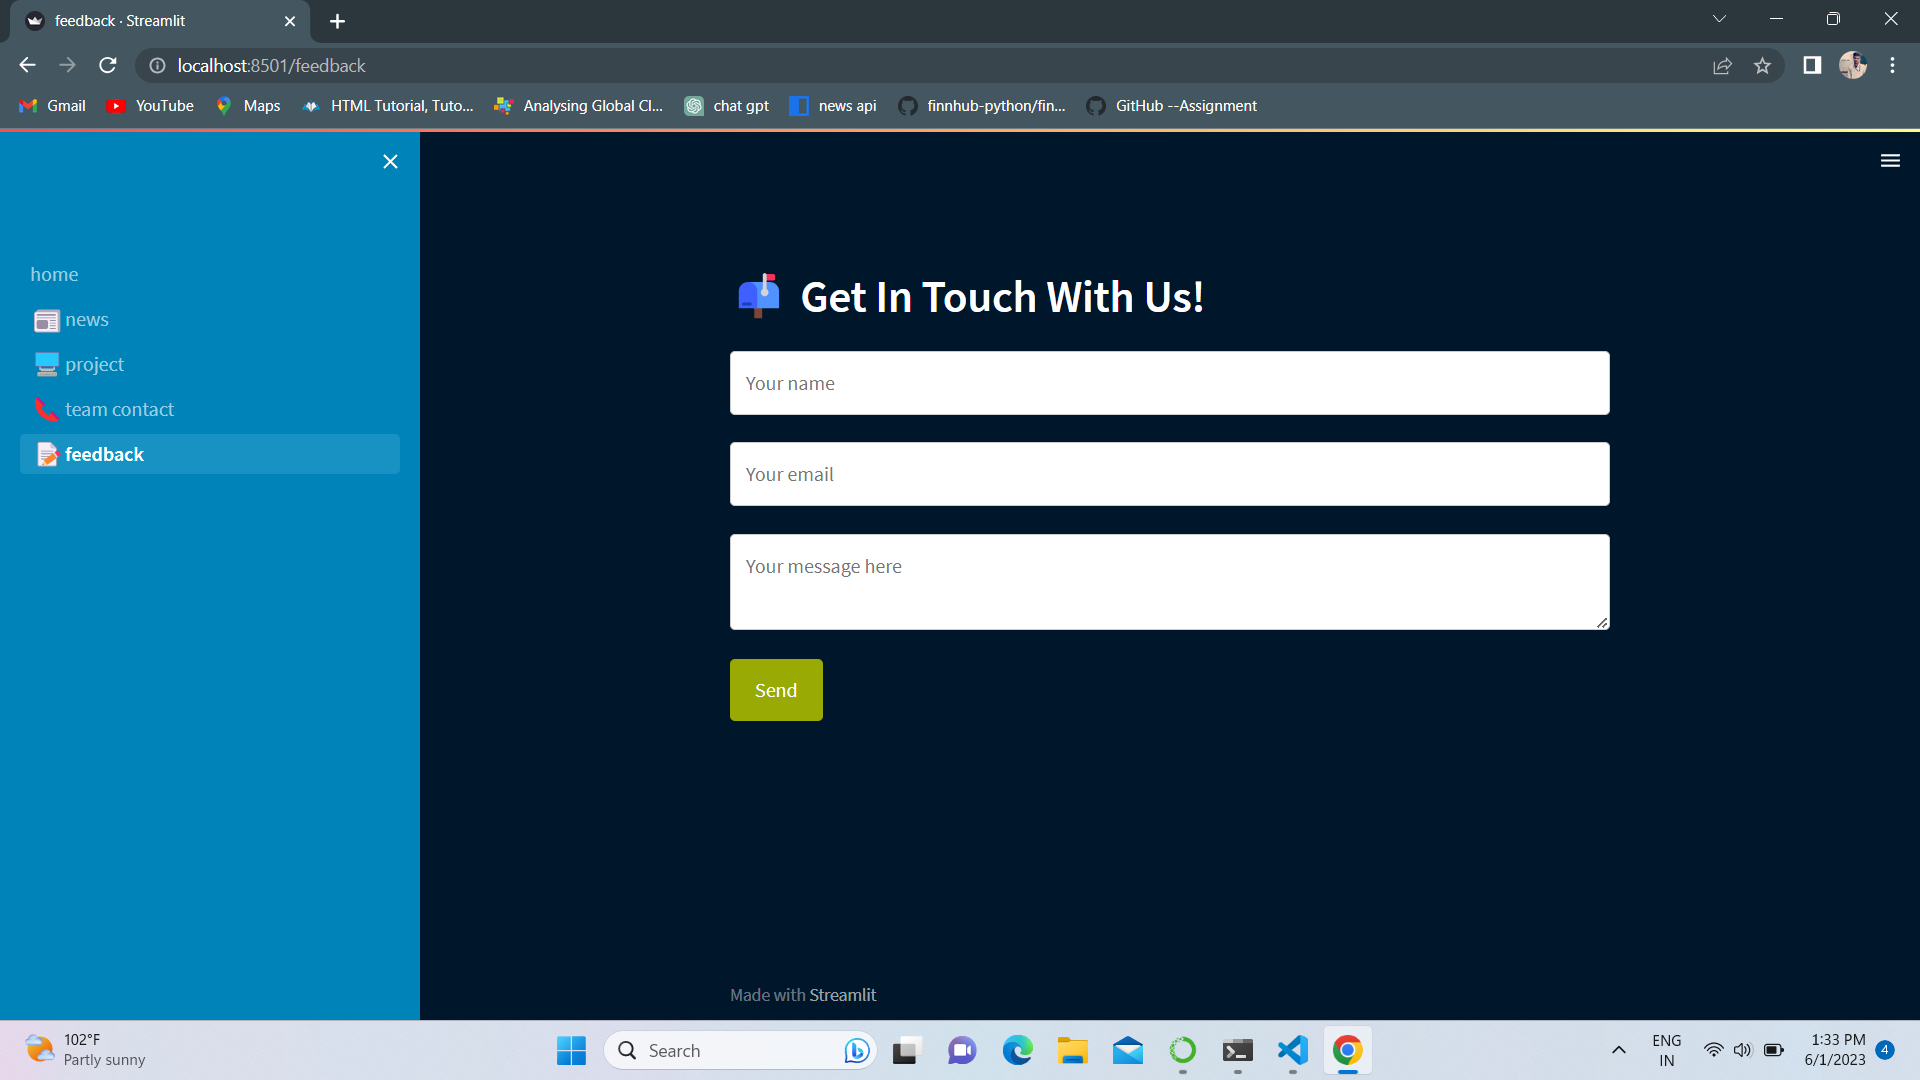 feedback · Streamlit
localhost:8501/feedback
Gmail
YouTube
Maps
HTML Tutorial, Tuto...
Analysing Global Cl...
chat gpt
news api
finnhub-python/fin...
GitHub --Assignment
home
news
project
team contact
feedback
Get In Touch With Us!
Your name
Your email
Your message here
Send
Made with Streamlit
102°F
Partly sunny
Search
ENG
IN
1:33 PM
6/1/2023
4